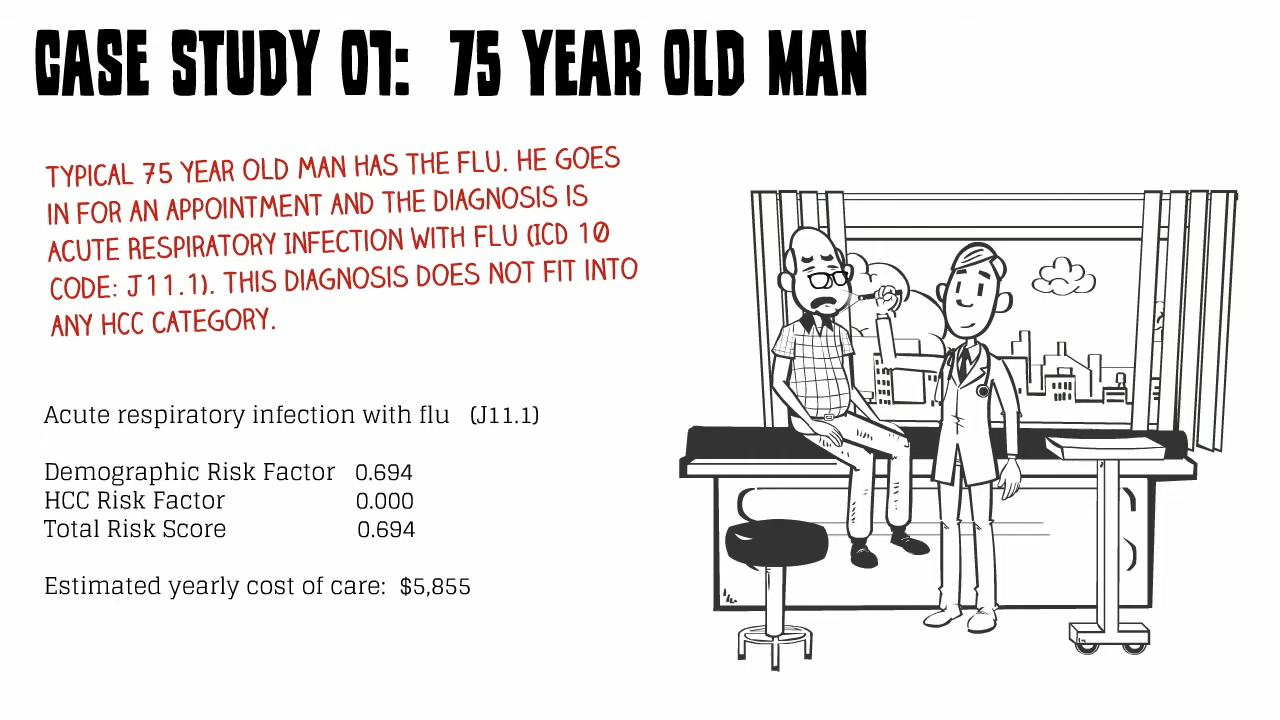 CASE STUDY 01: 75 YEAR OLD MAN
TYPICAL 75 YEAR OLD MAN HAS THE FLU. HE GOES
IN FOR AN APPOINTMENT AND THE DIAGNOSIS IS
ACUTE RESPIRATORY INFECTION WITH FLU (ICD 10
CODE: J11.1). THIS DIAGNOSIS DOES NOT FIT INTO
ANY HCC CATEGORY.
Acute respiratory infection with flu (J11.1)
Demographic Risk Factor 0.694
HCC Risk Factor 0.000
Total Risk Score 0.694
Estimated yearly cost of care: $5,855